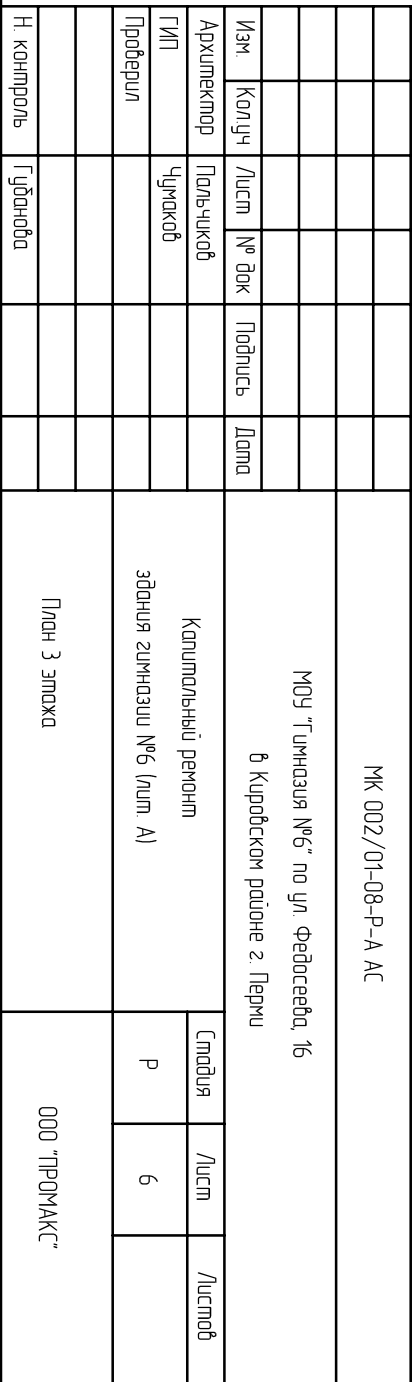 МК 002/01-08-Р-А АС
МОУ "Гимназия №6" по ул. Федосеева, 16
в Кировском районе г. Перми
Изм. Кол.уч Лист № док Подпись Дата
Архитектор Пальчиков
ГИП Чумаков
Проверил
Н. контроль Губанова
Капитальный ремонт
здания гимназии №6 (лит. А)
Стадия Лист Листов
Р 6
План 3 этажа
ООО "ПРОМАКС"